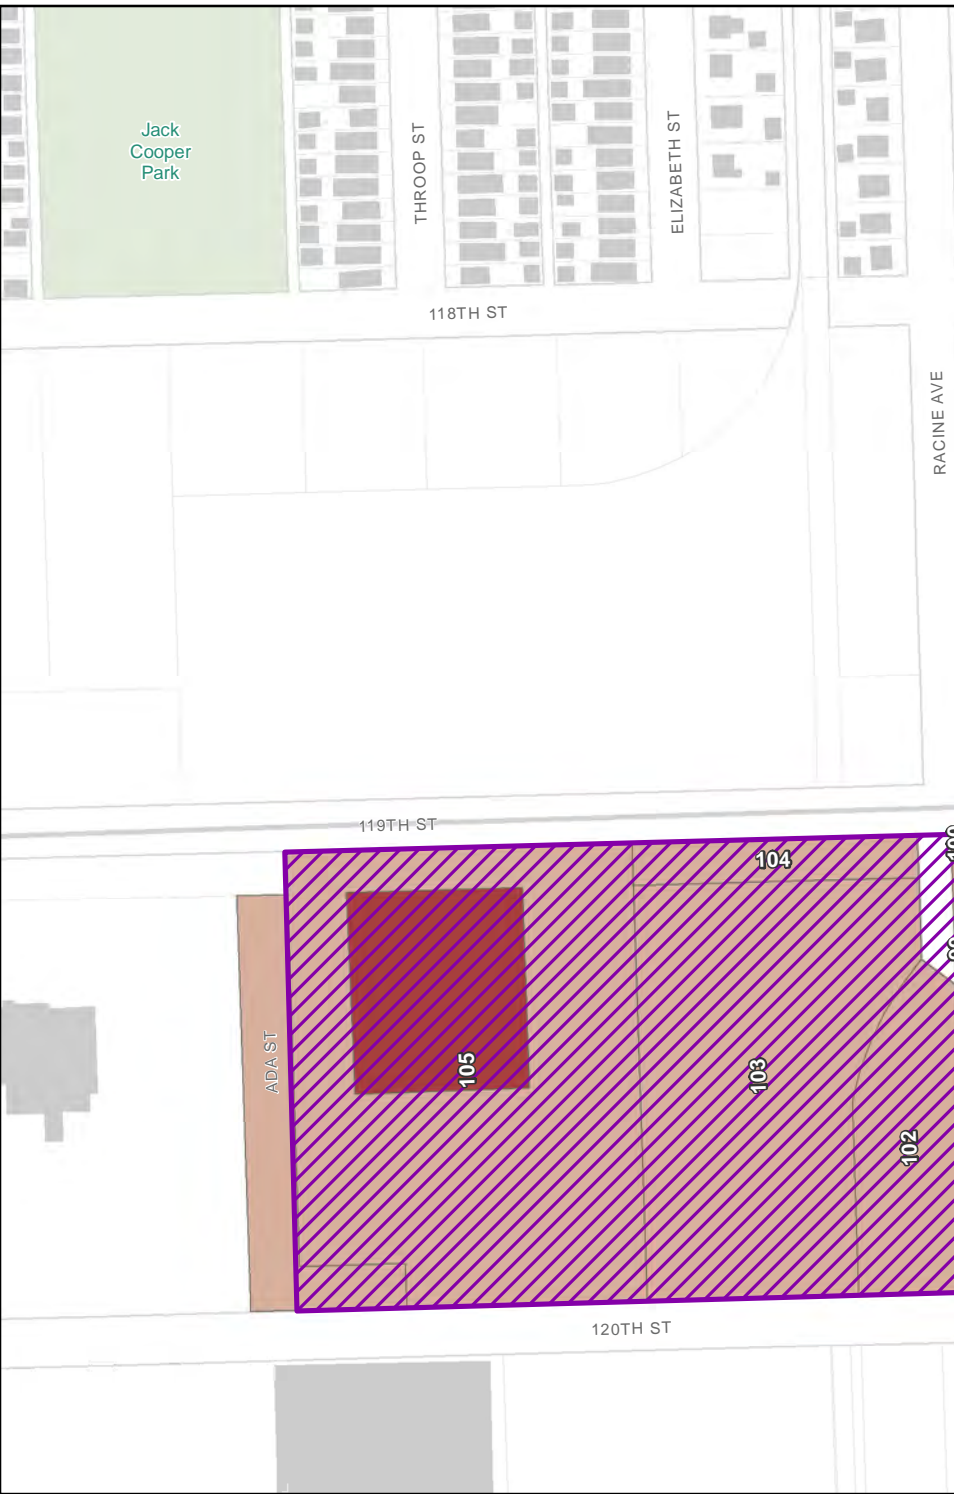 Jack
Cooper
Park
THROOP ST
ELIZABETH ST
118TH ST
RACINE AVE
119TH ST
104
ADA ST
105
103
102
120TH ST